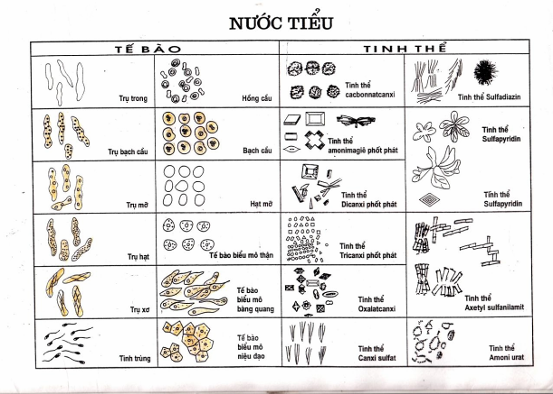 NƯỚC TIỂU
TẾ BÀO
TINH THỂ
Trụ trong
Hồng cầu
Tinh thể
cacbonnatcanxi
Tinh thể Sulfadiazin
Trụ bạch cầu
Bạch cầu
Tinh thể
amonimagiê phốt phát
Tinh thể
Sulfapyridin
Trụ mỡ
Hạt mỡ
Tinh thể
Dicanxi phốt phát
Tinh thể
Sulfapyridin
Trụ hạt
Tế bào biểu mô thận
Tinh thể
Tricanxi phốt phát
Trụ xơ
Tế bào
biểu mô
bàng quang
Tinh thể
Oxalatcanxi
Tinh thể
Axetyl sulfanilamit
Tinh trùng
Tế bào
biểu mô
niệu đạo
Tinh thể
Canxi sulfat
Tinh thể
Amoni urat